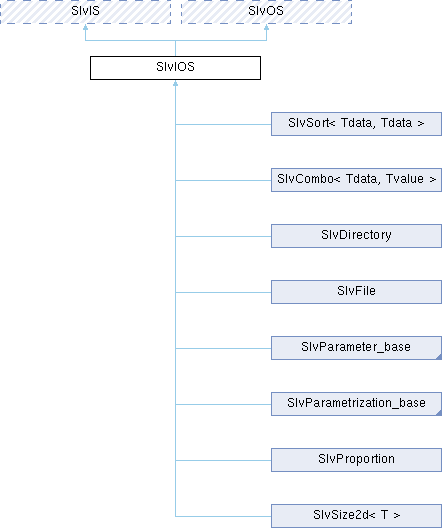 SlvIS
SlvOS
SlvIOS
SlvSort< Tdata, Tdata >
SlvCombo< Tdata, Tvalue >
SlvDirectory
SlvFile
SlvParameter_base
SlvParametrization_base
SlvProportion
SlvSize2d< T >